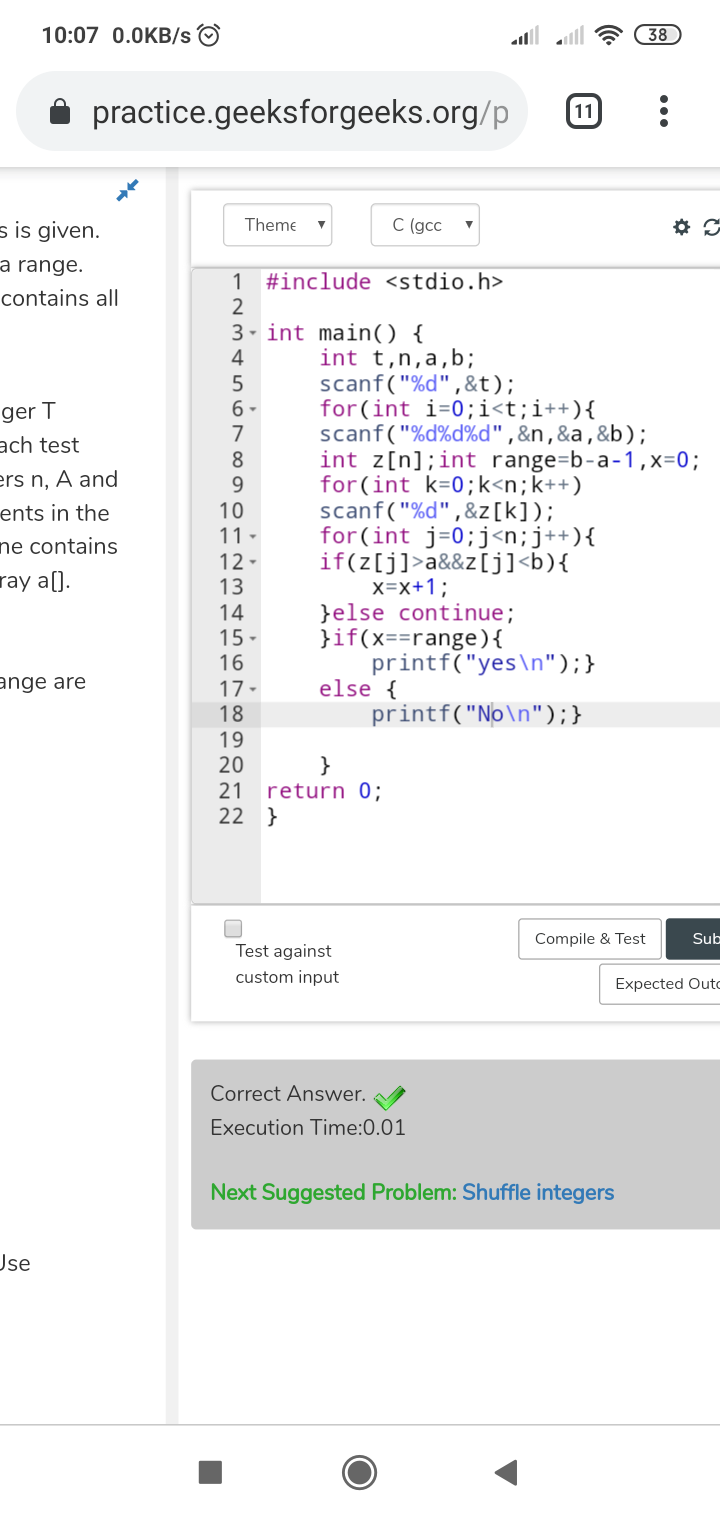 10:07 0.0KB/s 38
practice.geeksforgeeks.org/p 11
s is given.
a range.
contains all
ger T
ach test
ers n, A and
ents in the
ne contains
ray a[].
ange are
Use
Theme C (gcc
1 #include <stdio.h>
2
3 int main() {
4 int t,n,a,b;
5 scanf("%d",&t);
6 for(int i=0;i<t;i++){
7 scanf("%d%d%d",&n,&a,&b);
8 int z[n];int range=b-a-1,x=0;
9 for(int k=0;k<n;k++)
10 scanf("%d",&z[k]);
11 for(int j=0;j<n;j++){
12 if(z[j]>a&&z[j]<b){
13 x=x+1;
14 }else continue;
15 }if(x==range){
16 printf("yes\n");}
17 else {
18 printf("No\n");}
19
20 }
21 return 0;
22 }
Test against
custom input
Compile & Test Sub
Expected Outp
Correct Answer.
Execution Time:0.01
Next Suggested Problem: Shuffle integers